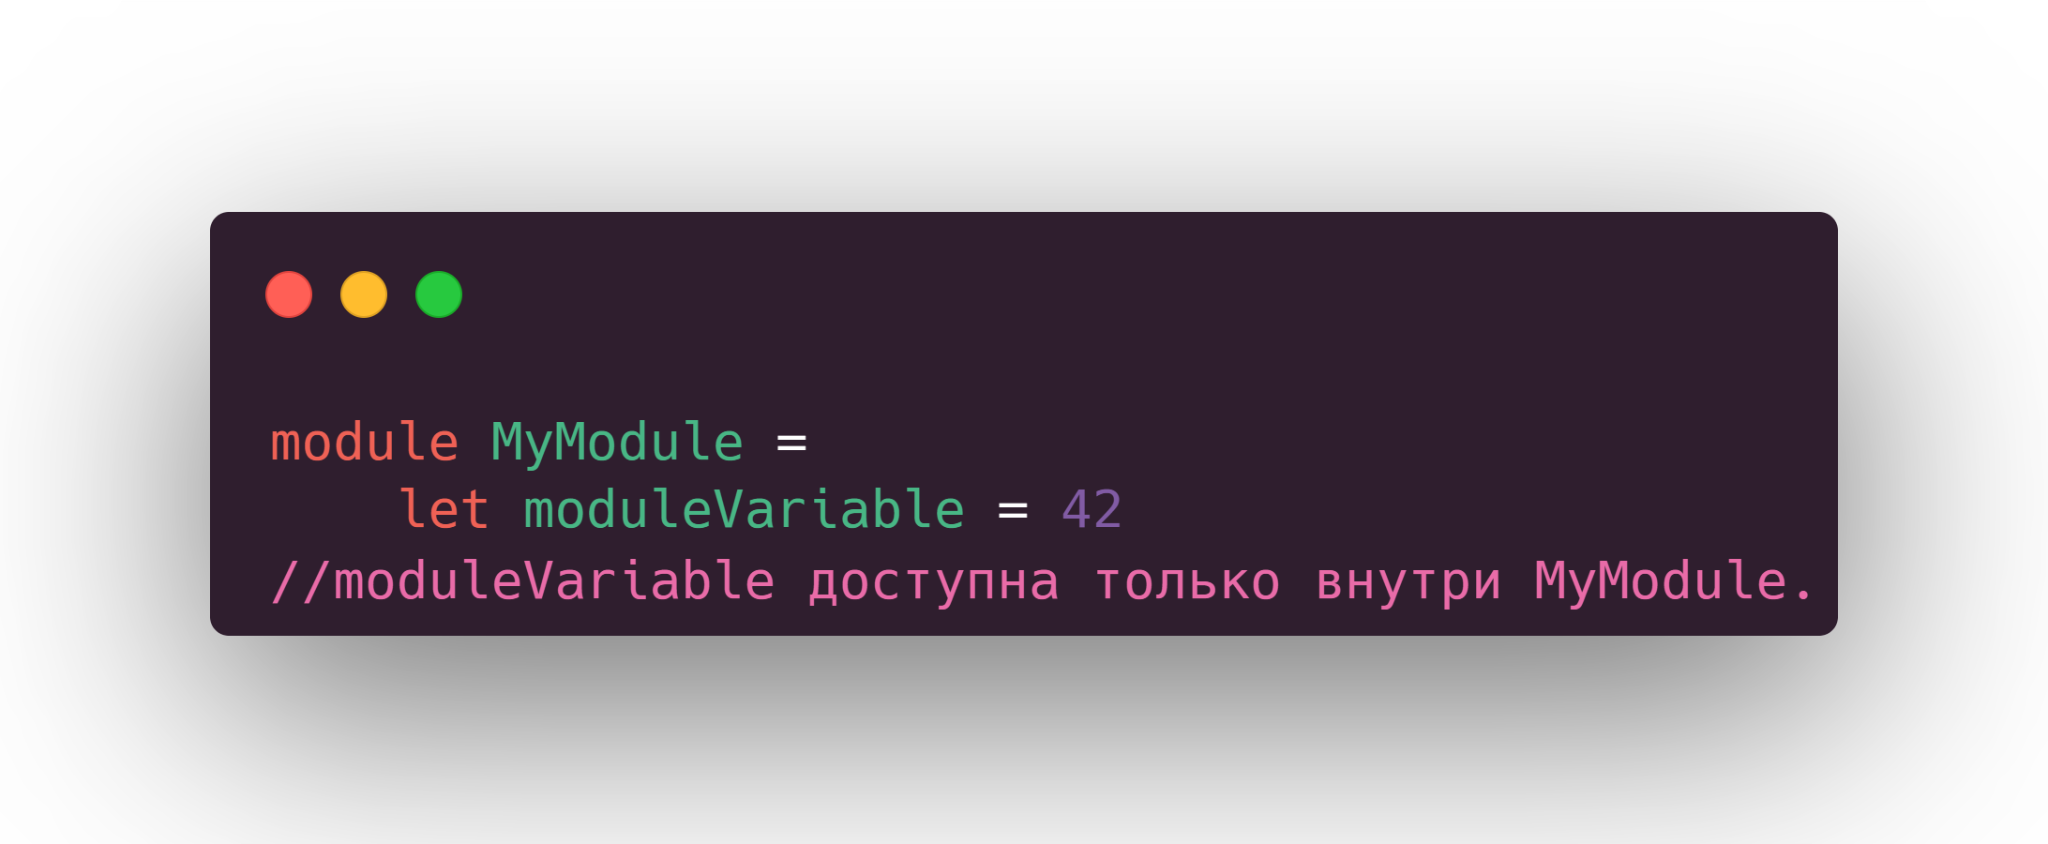 module MyModule =
    let moduleVariable = 42
//moduleVariable доступна только внутри MyModule.